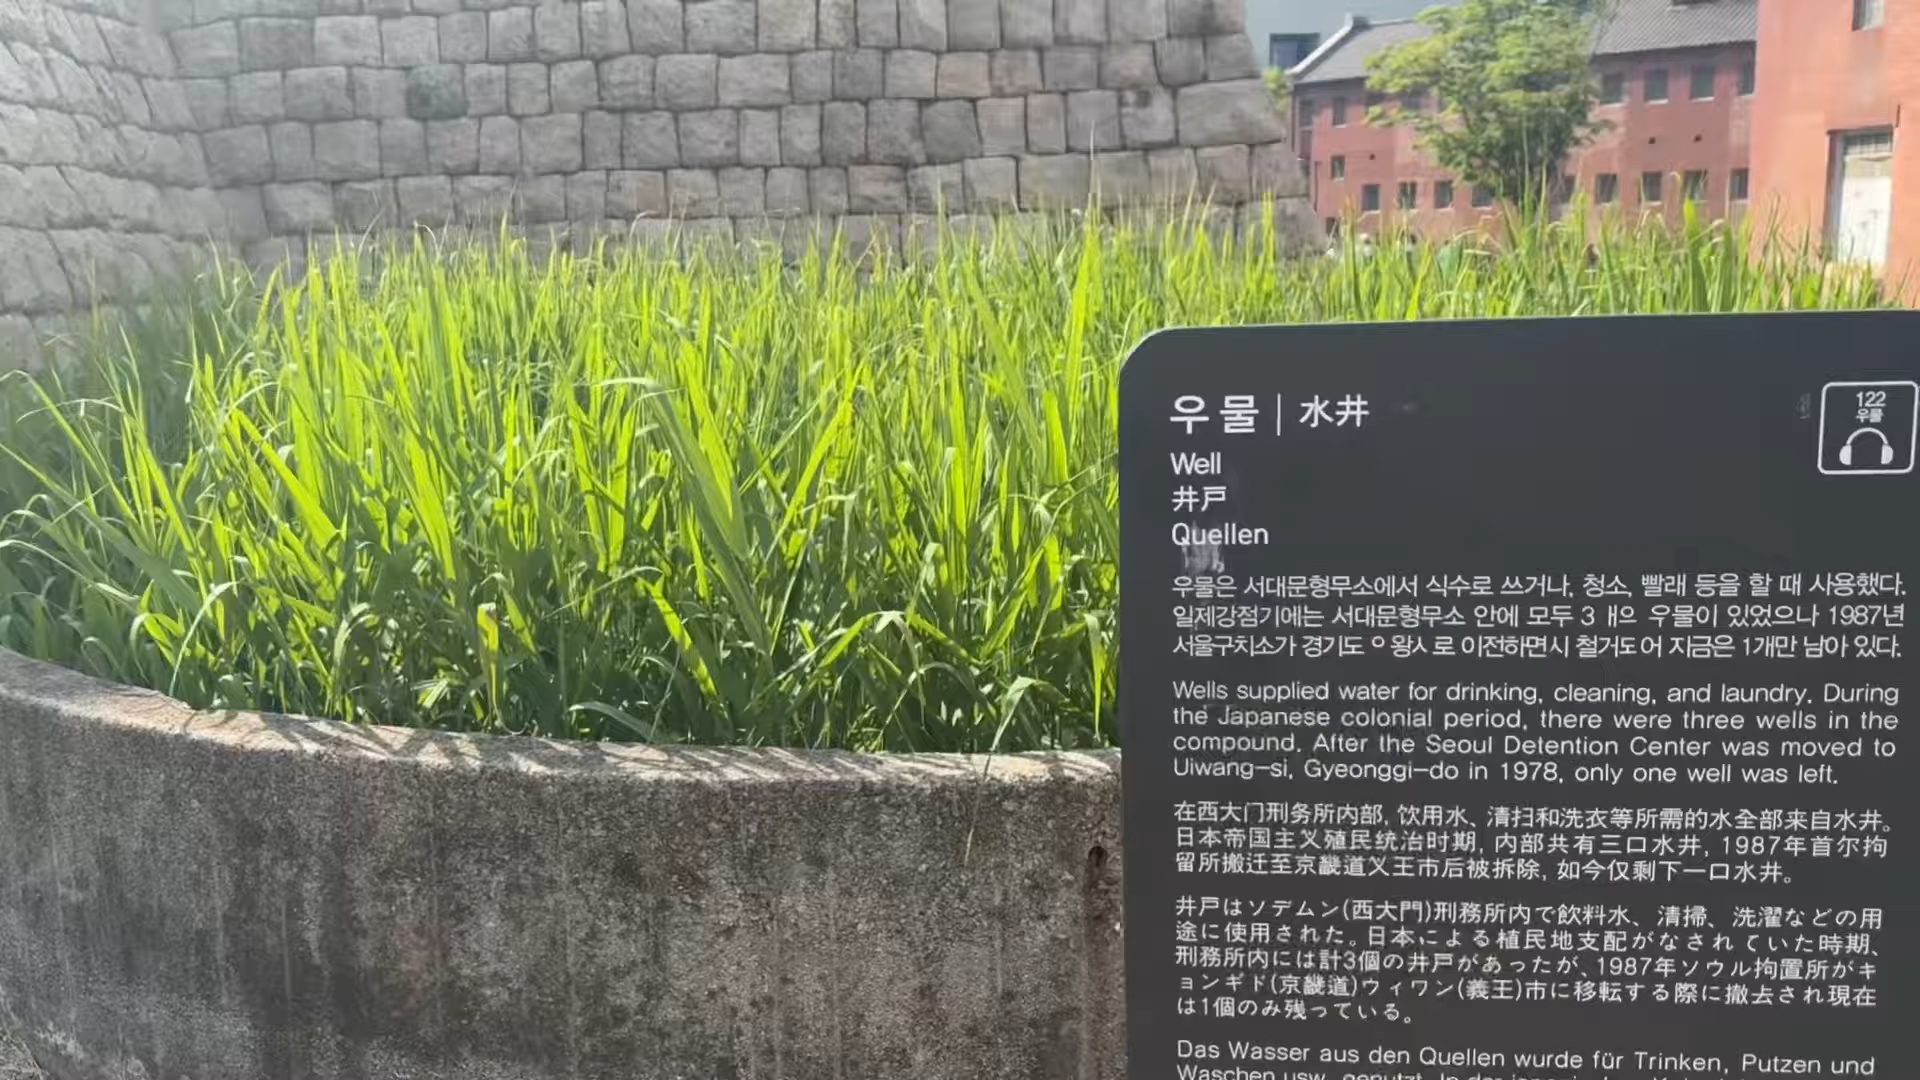 우물 | 水井
122
우물
Well
井戸
Quellen
우물은 서대문형무소에서 식수로 쓰거나, 청소, 빨래 등을 할 때 사용했다.
일제강점기에는 서대문형무소 안에 모두 3 우물이 있었으나 1987년
서울구치소가 경기도 이전하면시 지금은 1개만 남아 있다.
Wells supplied water for drinking, cleaning, and laundry. During
the Japanese colonial period, there were three wells in the
compound. After the Seoul Detention Center was moved to
Uiwang-si, Gyeonggi-do in 1978, only one well was left.
在西大门刑务所内部, 饮用水、清扫和洗衣等所需的水全部来自水井。
日本帝国主义殖民统治时期, 内部共有三口水井, 1987年首尔拘
留所搬迁至京畿道义王市后被拆除, 如今仅剩下一口水井。
井戸はソデムン(西大門)刑務所内で飲料水、清掃、洗濯などの用
途に使用された。日本による植民地支配がなされていた時期、
刑務所内には計3個の井戸があったが、1987年ソウル拘置所がキ
ョンギド(京畿道)ウィワン(義王)市に移転する際に撤去され現在
は1個のみ残っている。
Das Wasser aus den Quellen wurde für Trinken, Putzen und
Waschen usw. genutzt.